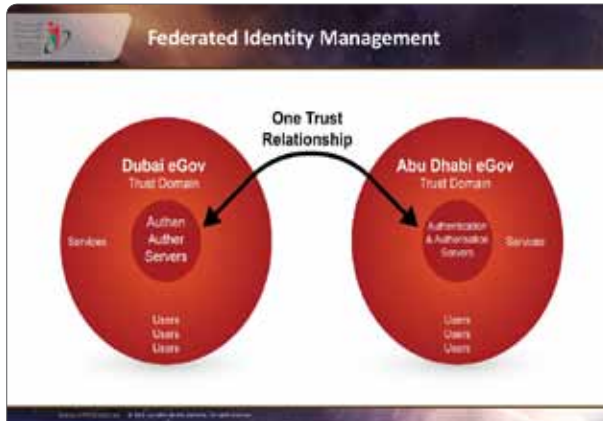 Federated Identity Management
One Trust
Relationship
Dubai eGov
Trust Domain
Authen
Auther
Servers
Services
Users
Users
Users
Abu Dhabi eGov
Trust Domain
Authentication
& Authorisation
Servers
Services
Users
Users
Users